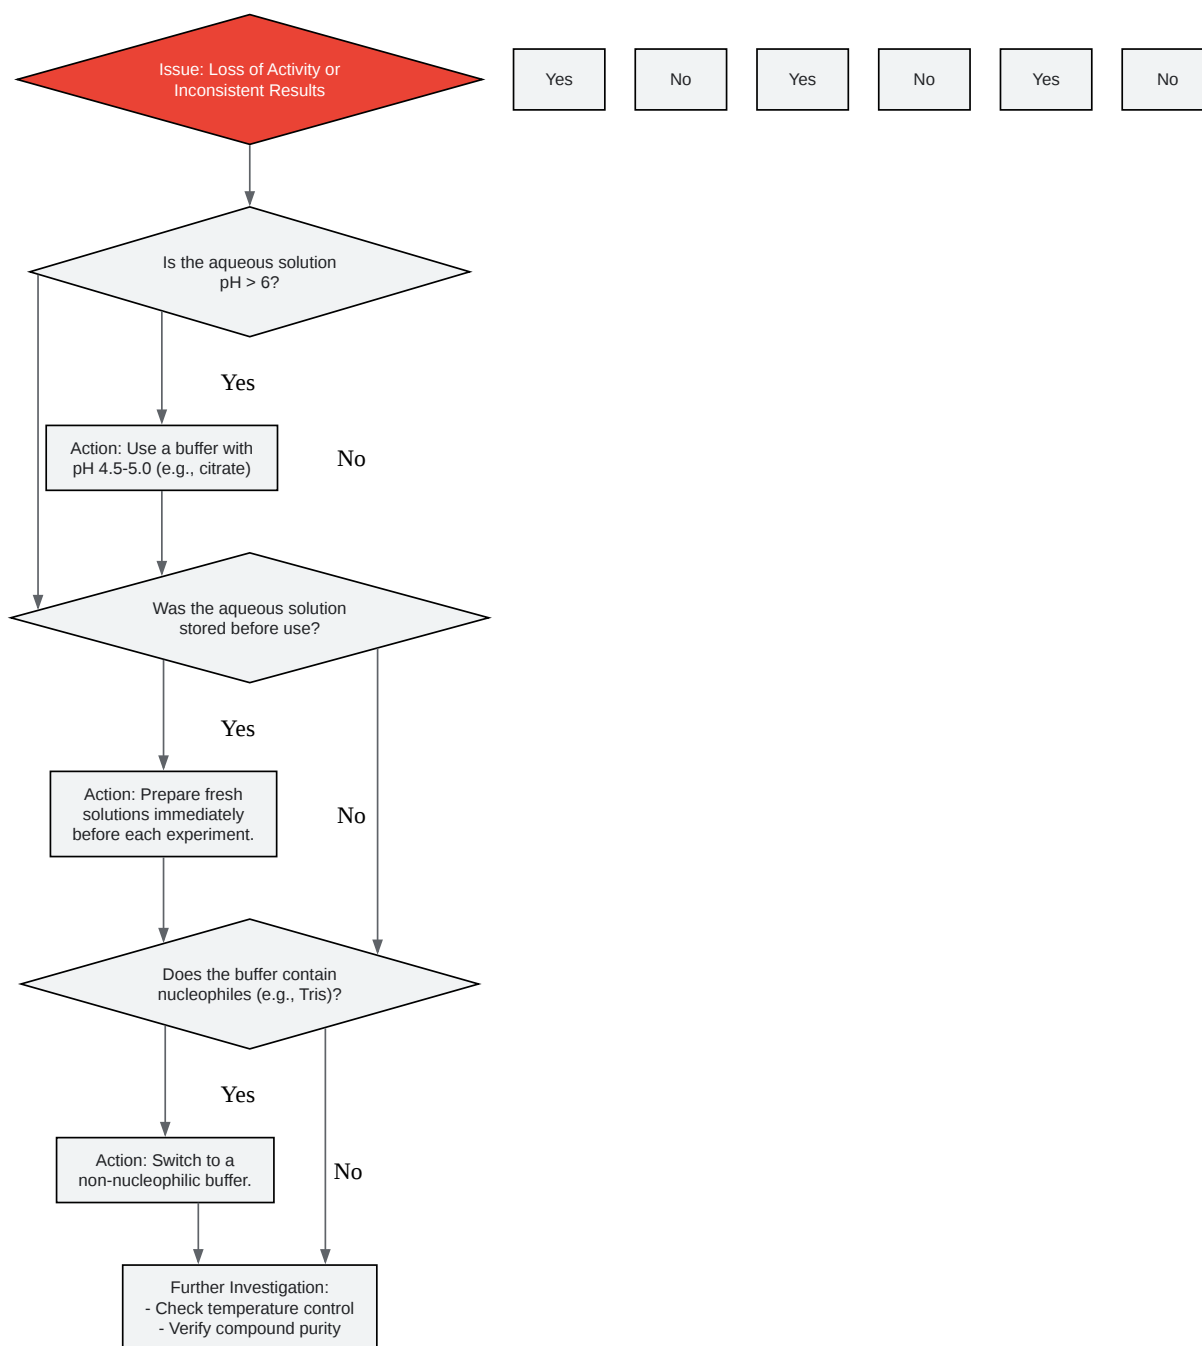 Issue: Loss of Activity or
Inconsistent Results
Yes
No
Yes
No
Yes
No
Is the aqueous solution
pH > 6?
Yes
Action: Use a buffer with
pH 4.5-5.0 (e.g., citrate)
No
Was the aqueous solution
stored before use?
Yes
Action: Prepare fresh
solutions immediately
before each experiment.
No
Does the buffer contain
nucleophiles (e.g., Tris)?
Yes
Action: Switch to a
non-nucleophilic buffer.
No
Further Investigation:
- Check temperature control
- Verify compound purity